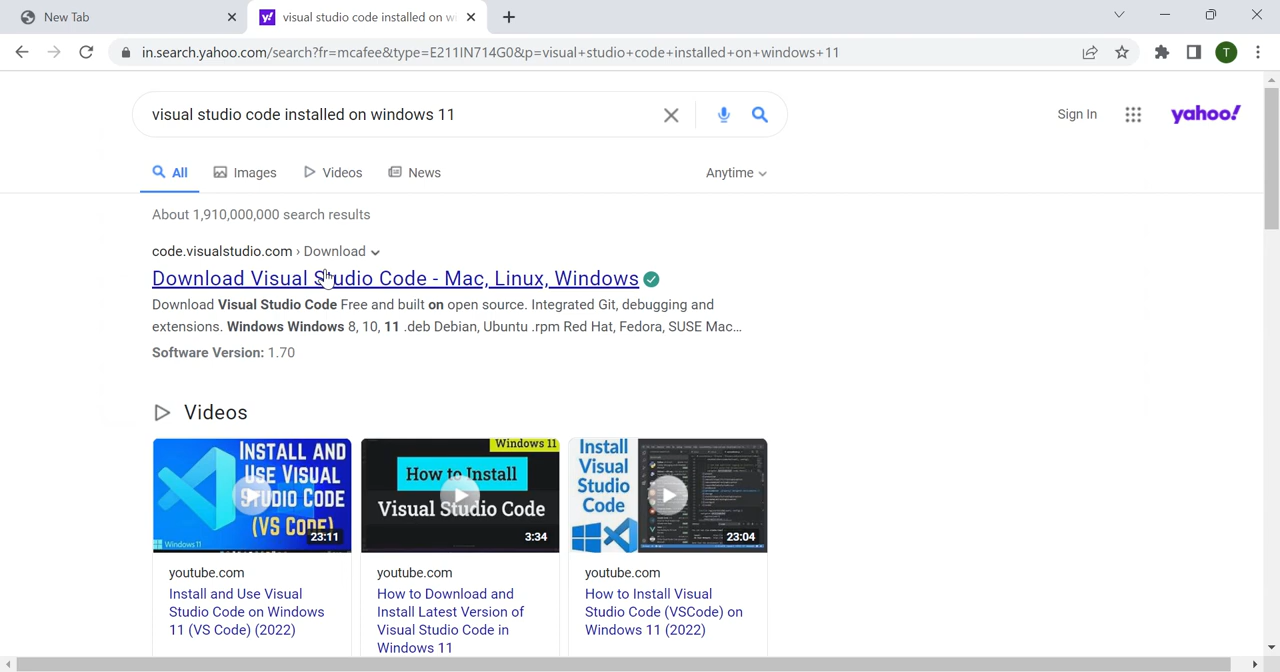 New Tab
visual studio code installed on w
in.search.yahoo.com/search?fr=mcafee&type=E211IN714G0&p=visual+studio+code+installed+on+windows+11
T
visual studio code installed on windows 11
Sign In
yahoo!
All
Images
Videos
News
Anytime
About 1,910,000,000 search results
code.visualstudio.com › Download
Download Visual Studio Code - Mac, Linux, Windows
Download Visual Studio Code Free and built on open source. Integrated Git, debugging and
extensions. Windows Windows 8, 10, 11 .deb Debian, Ubuntu .rpm Red Hat, Fedora, SUSE Mac...
Software Version: 1.70
Videos
INSTALL AND
USE VISUAL
STUDIO CODE
(VS CODE)
Windows 11
23:11
Windows 11
How to Install
Visual Studio Code
3:34
Install
Visual
Studio
Code
23:04
youtube.com
Install and Use Visual
Studio Code on Windows
11 (VS Code) (2022)
youtube.com
How to Download and
Install Latest Version of
Visual Studio Code in
Windows 11
youtube.com
How to Install Visual
Studio Code (VSCode) on
Windows 11 (2022)